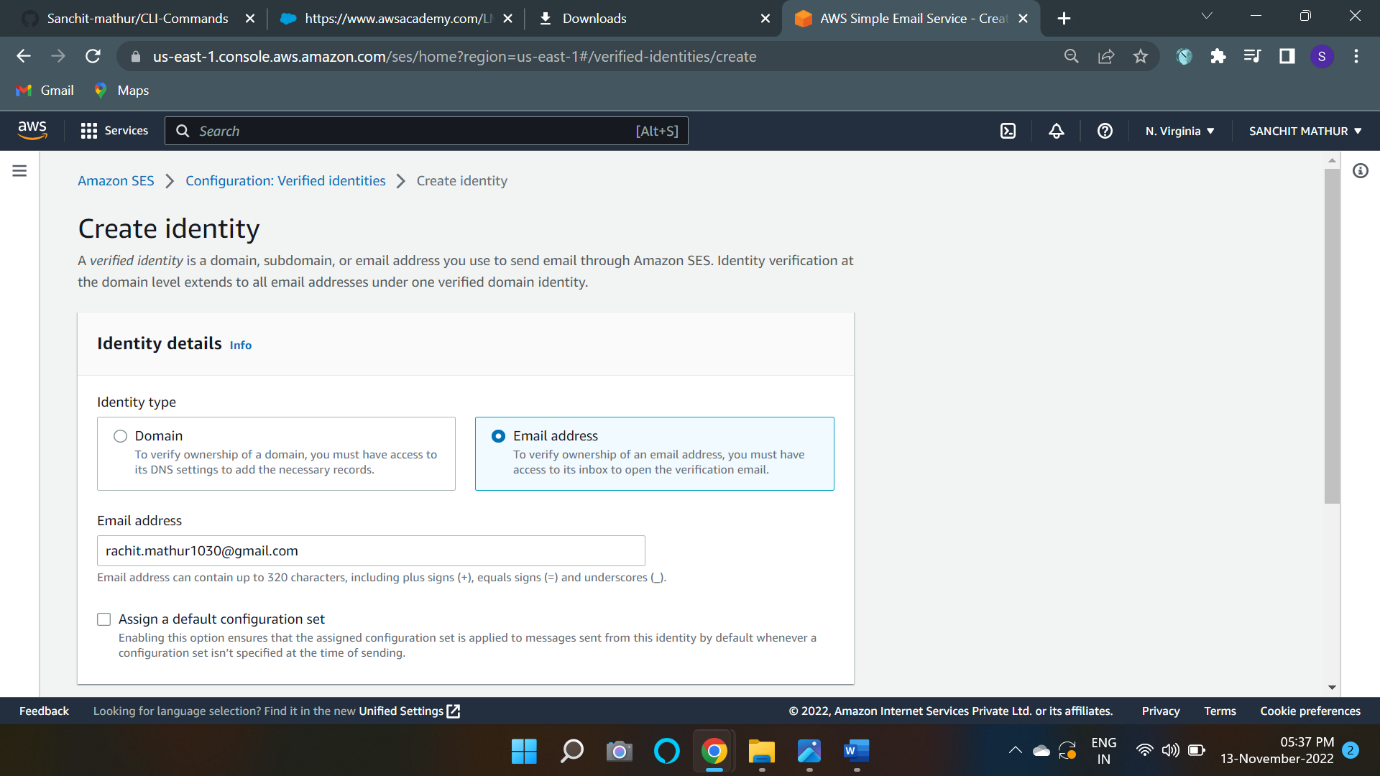 Sanchit-mathur/CLI-Commands
https://www.awsacademy.com/
Downloads
AWS Simple Email Service - Crea
us-east-1.console.aws.amazon.com/ses/home?region=us-east-1#/verified-identities/create
S
Gmail
Maps
aws
Services
Search
[Alt+S]
N. Virginia
SANCHIT MATHUR
Amazon SES
Configuration: Verified identities
Create identity
Create identity
A verified identity is a domain, subdomain, or email address you use to send email through Amazon SES. Identity verification at
the domain level extends to all email addresses under one verified domain identity.
Identity details Info
Identity type
Domain
To verify ownership of a domain, you must have access to
its DNS settings to add the necessary records.
Email address
To verify ownership of an email address, you must have
access to its inbox to open the verification email.
Email address
rachit.mathur1030@gmail.com
Email address can contain up to 320 characters, including plus signs (+), equals signs (=) and underscores (_).
Assign a default configuration set
Enabling this option ensures that the assigned configuration set is applied to messages sent from this identity by default whenever a
configuration set isn't specified at the time of sending.
Feedback
Looking for language selection? Find it in the new Unified Settings
© 2022, Amazon Internet Services Private Ltd. or its affiliates.
Privacy
Terms
Cookie preferences
ENG
IN
05:37 PM
13-November-2022
2